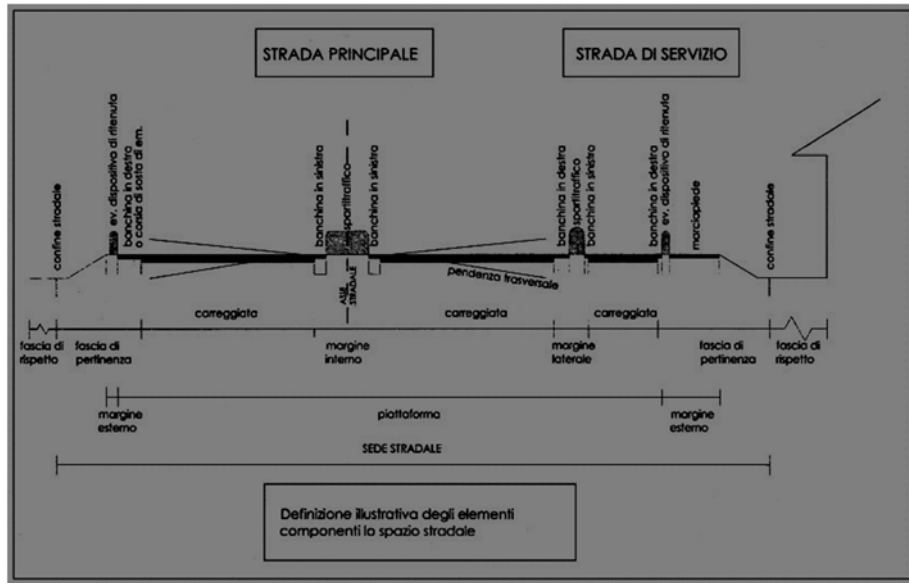 STRADA PRINCIPALE
STRADA DI SERVIZIO
confine stradale
ev. dispositivo di ritenuta
banchina in destra
o corsia di sosta di em.
banchina in sinistra
spartitraffico
banchina in sinistra
banchina in destra
spartitraffico
banchina in sinistra
banchina in destra
ev. dispositivo di ritenuta
marciapiede
confine stradale
ASSE
STRADALE
pendenza trasversale
carreggiata
carreggiata
carreggiata
fascia di
rispetto
fascia di
pertinenza
margine
interno
margine
laterale
fascia di
pertinenza
fascia di
rispetto
margine
esterno
piattaforma
margine
esterno
SEDE STRADALE
Definizione illustrativa degli elementi
componenti lo spazio stradale